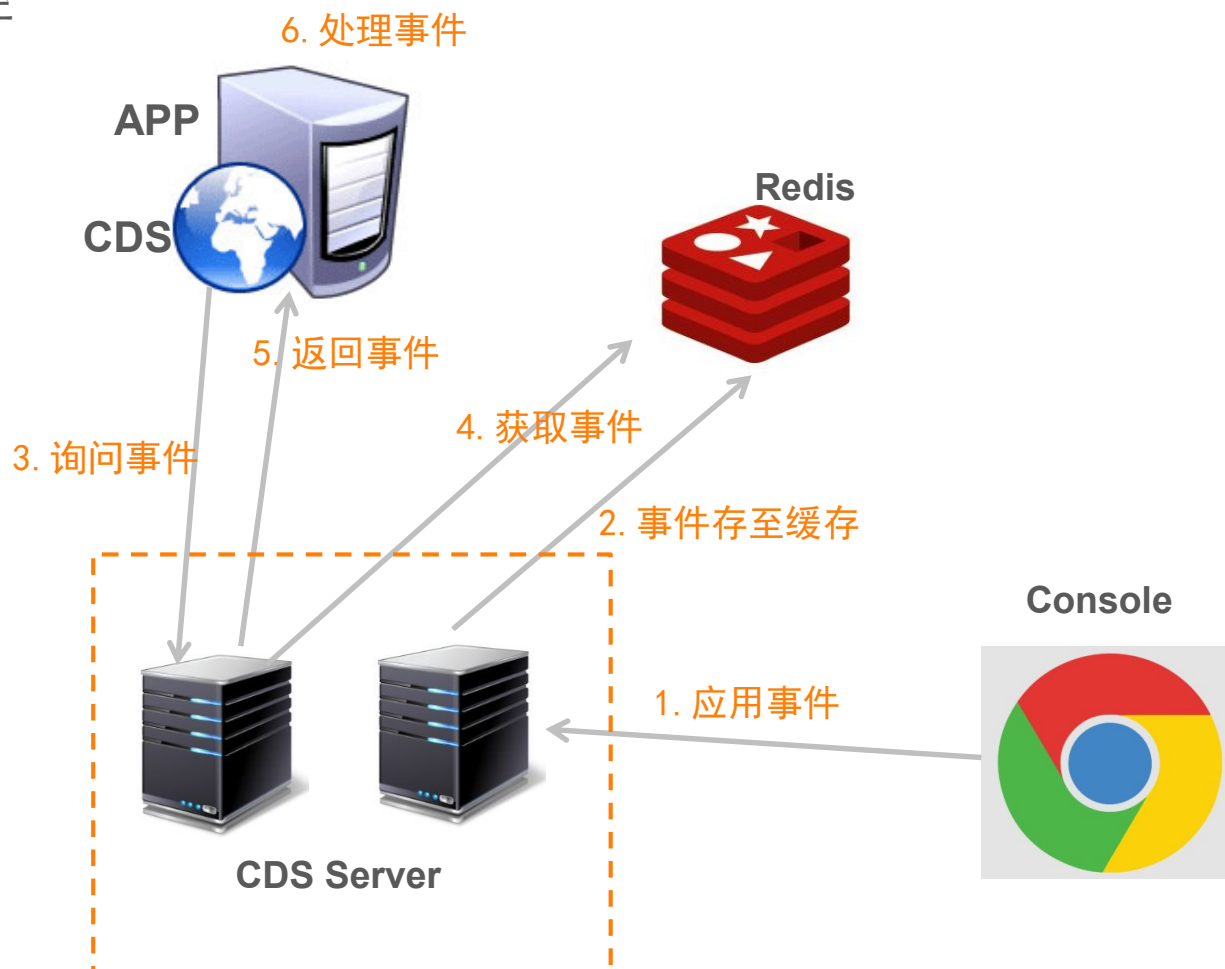 6. 处理事件
APP
Redis
CDS
5. 返回事件
4. 获取事件
3. 询问事件
2. 事件存至缓存
Console
1. 应用事件
CDS Server